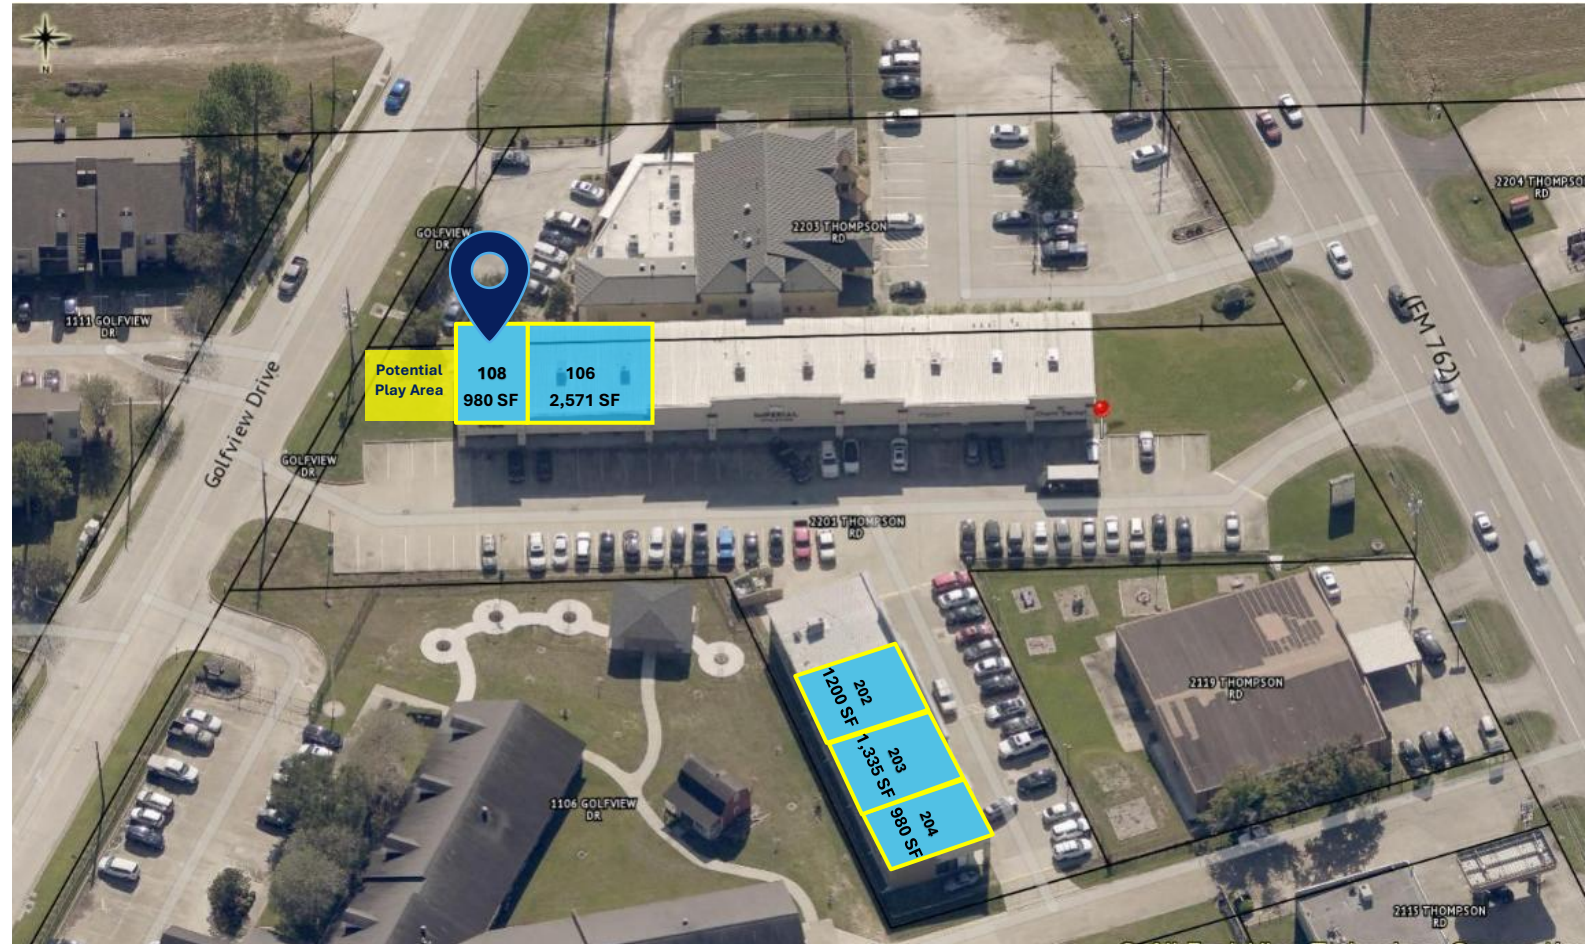 N
2204 THOMPSON
RD
2203 THOMPSON
RD
GOLFVIEW
DR
1111 GOLFVIEW
DR
(FM 762)
Potential
Play Area
108
980 SF
106
2,571 SF
IMPERIAL
Golfview Drive
GOLFVIEW
DR
2201 THOMPSON
RD
202
1200 SF
203
1,335 SF
204
980 SF
2119 THOMPSON
RD
1106 GOLFVIEW
DR
2115 THOMPSON
RD